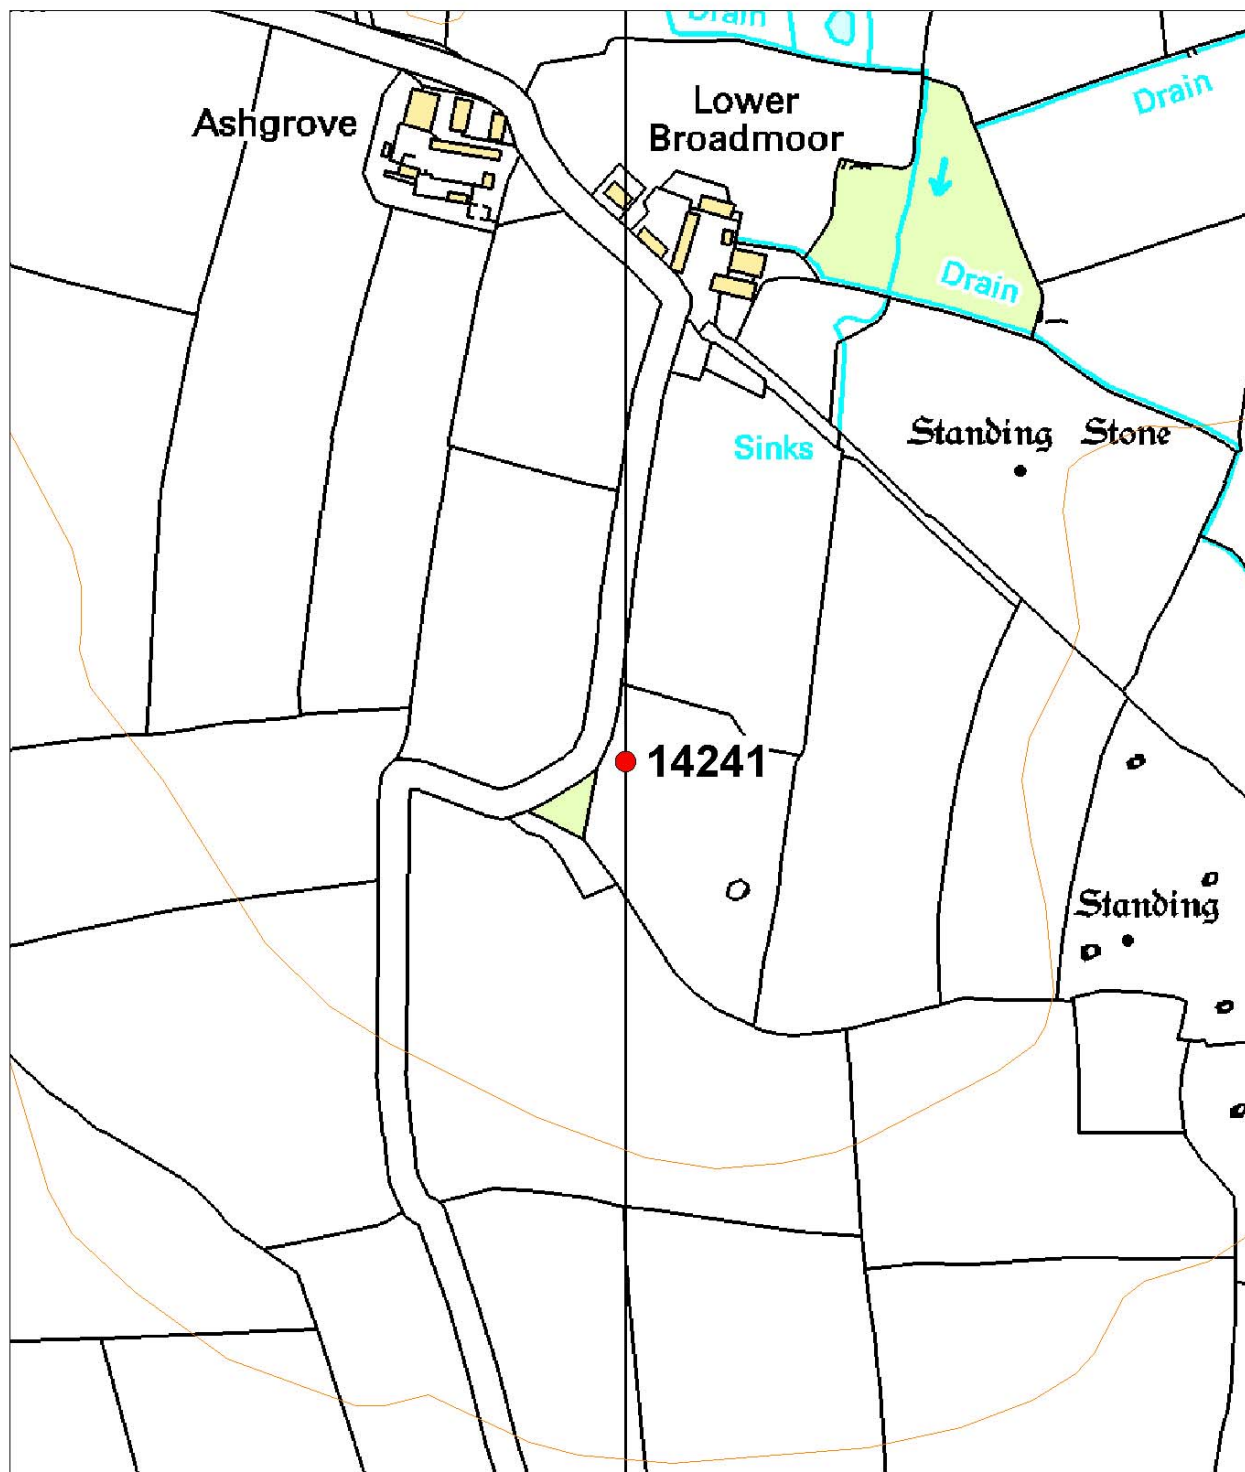 Drain
Drain
Ashgrove
Lower
Broadmoor
Drain
Standing Stone
Sinks
14241
Standing